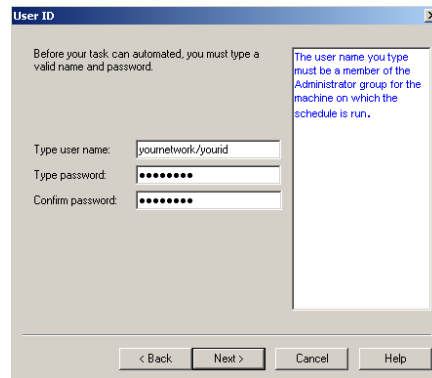 User ID
Before your task can automated, you must type a
valid name and password.
The user name you type
must be a member of the
Administrator group for the
machine on which the
schedule is run.
Type user name:
yournetwork/yourid
Type password:
●●●●●●●●
Confirm password:
●●●●●●●●
< Back
Next >
Cancel
Help